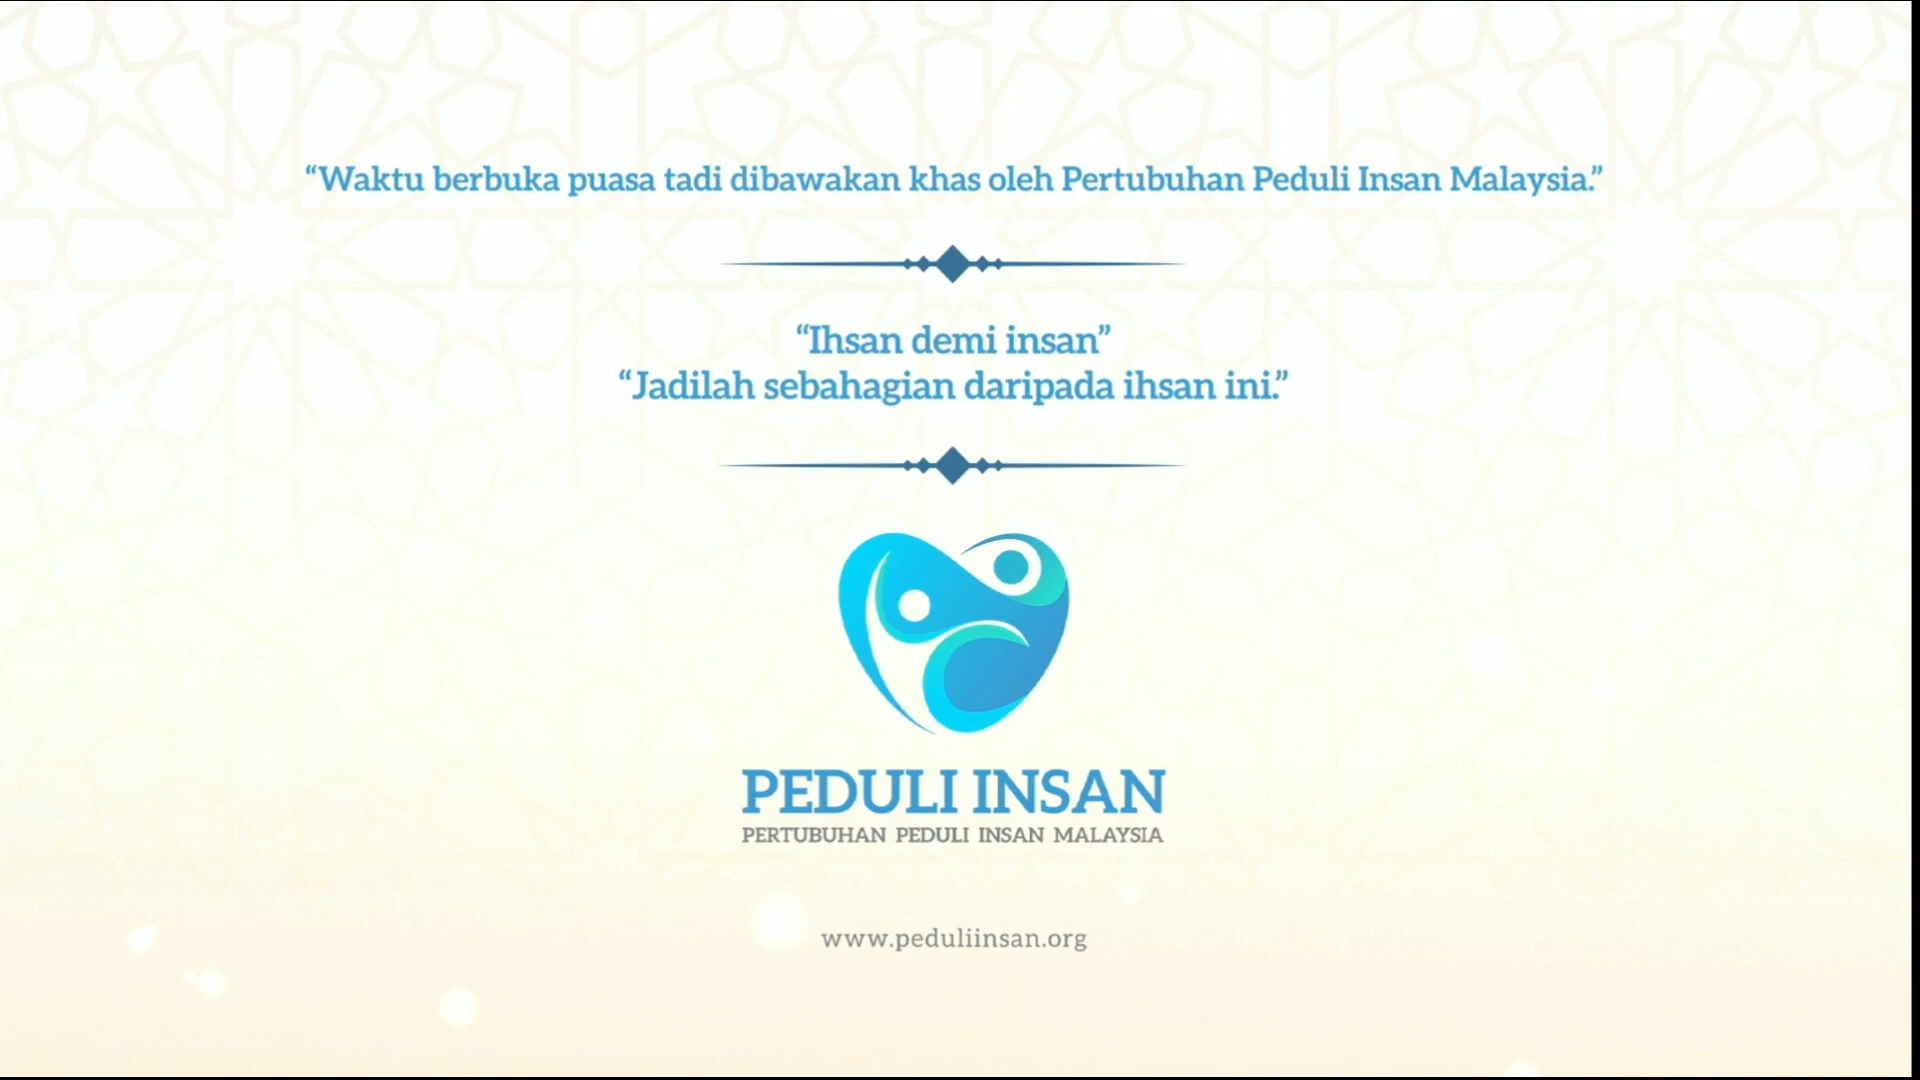 “Waktu berbuka puasa tadi dibawakan khas oleh Pertubuhan Peduli Insan Malaysia.”
“Ihsan demi insan”
“Jadilah sebahagian daripada ihsan ini.”
PEDULI INSAN
PERTUBUHAN PEDULI INSAN MALAYSIA
www.peduliinsan.org